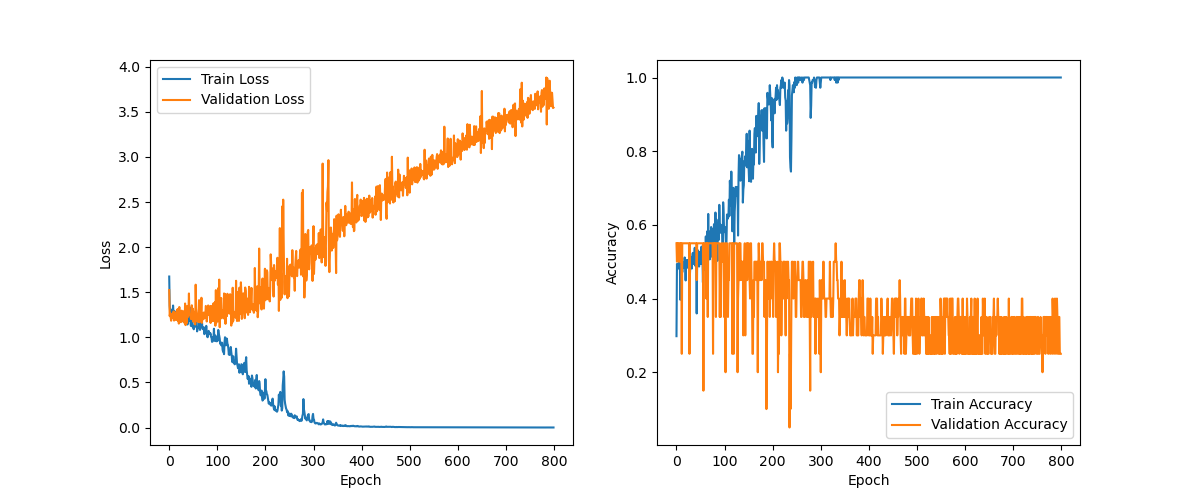 Train Loss
Validation Loss
4.0
3.5
3.0
2.5
2.0
1.5
1.0
0.5
0.0
Loss
0 100 200 300 400 500 600 700 800
Epoch
1.0
0.8
0.6
0.4
0.2
Accuracy
Train Accuracy
Validation Accuracy
0 100 200 300 400 500 600 700 800
Epoch